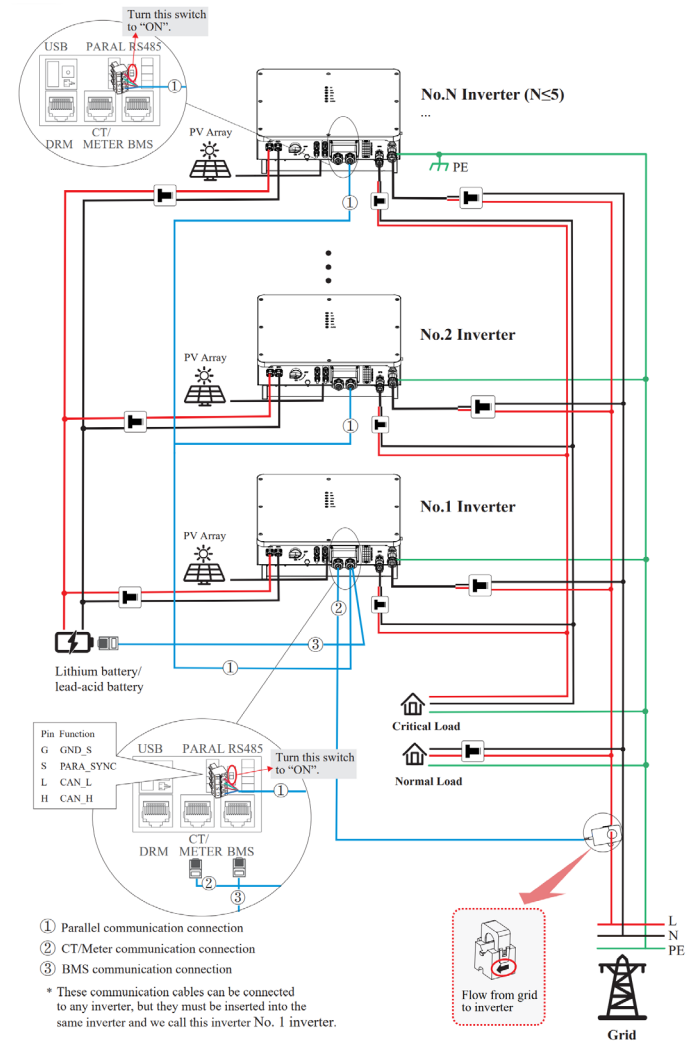 Turn this switch
to “ON”.
USB PARAL RS485
①
DRM CT/
METER BMS
PV Array
No.N Inverter (N≤5)
...
PE
①
No.2 Inverter
PV Array
①
No.1 Inverter
PV Array
②
③
①
Lithium battery/
lead-acid battery
Critical Load
Normal Load
Pin Function
G GND_S
S PARA_SYNC
L CAN_L
H CAN_H
USB PARAL RS485
Turn this switch
to “ON”.
①
CT/
DRM METER BMS
②
③
① Parallel communication connection
② CT/Meter communication connection
③ BMS communication connection
* These communication cables can be connected
to any inverter, but they must be inserted into the
same inverter and we call this inverter No. 1 inverter.
Flow from grid
to inverter
L
N
PE
Grid